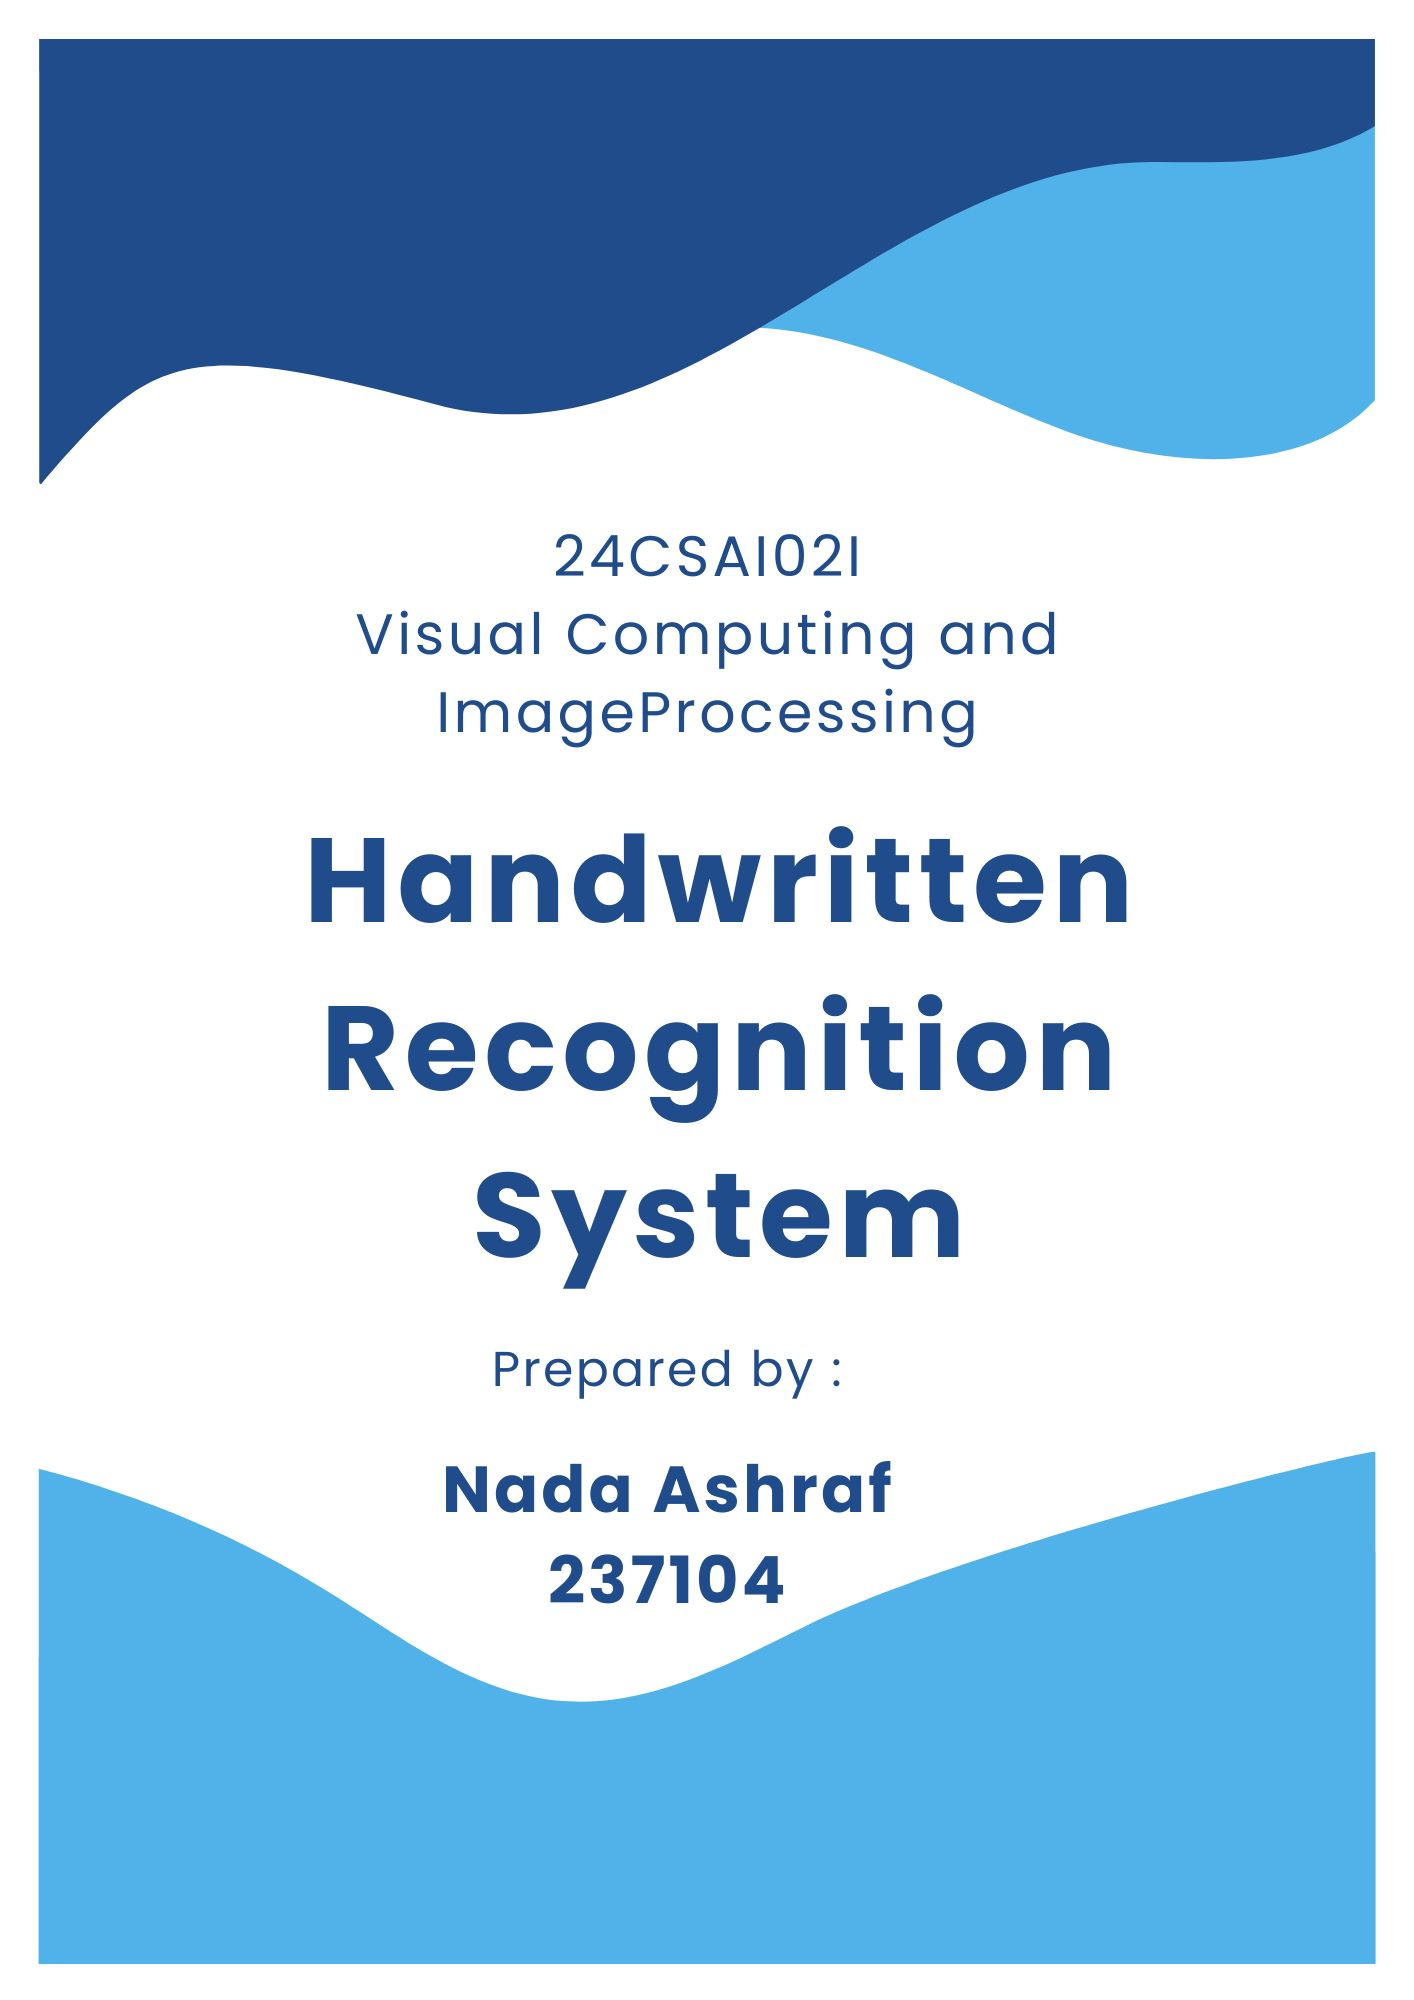 24CSAI02I
Visual Computing and
ImageProcessing
Handwritten
Recognition
System
Prepared by :
Nada Ashraf
237104